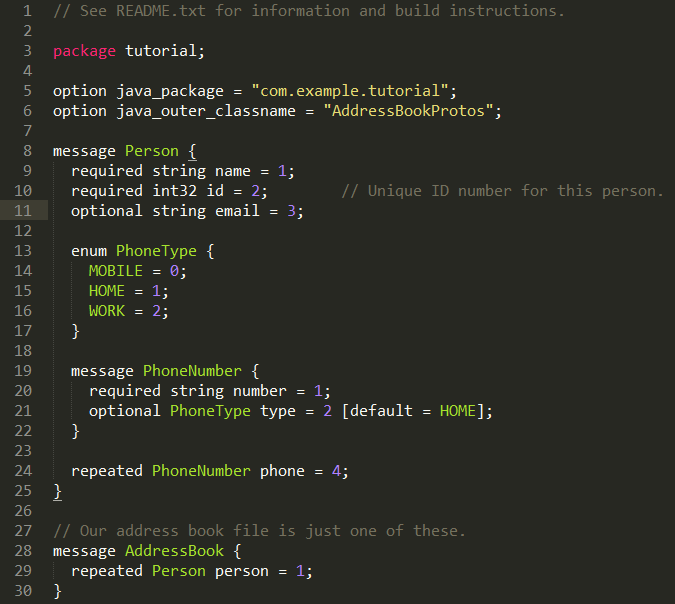 1 // See README.txt for information and build instructions.
2
3 package tutorial;
4
5 option java_package = "com.example.tutorial";
6 option java_outer_classname = "AddressBookProtos";
7
8 message Person {
9   required string name = 1;
10   required int32 id = 2;        // Unique ID number for this person.
11   optional string email = 3;
12
13   enum PhoneType {
14     MOBILE = 0;
15     HOME = 1;
16     WORK = 2;
17   }
18
19   message PhoneNumber {
20     required string number = 1;
21     optional PhoneType type = 2 [default = HOME];
22   }
23
24   repeated PhoneNumber phone = 4;
25 }
26
27 // Our address book file is just one of these.
28 message AddressBook {
29   repeated Person person = 1;
30 }